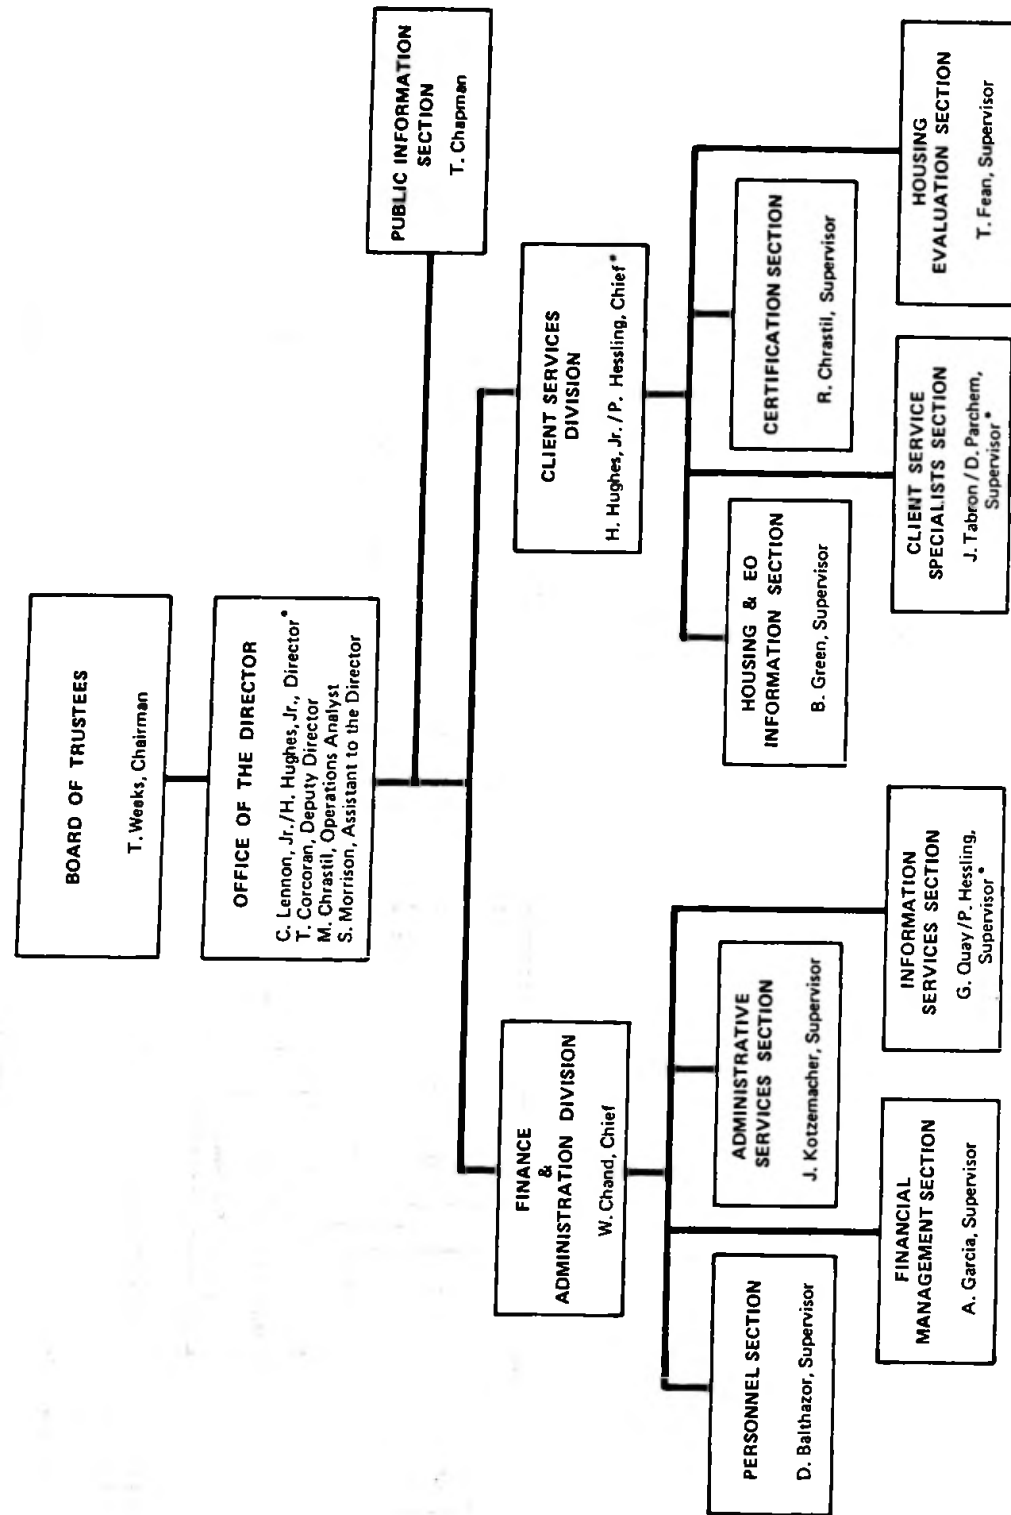 BOARD OF TRUSTEES
T. Weeks, Chairman
OFFICE OF THE DIRECTOR
C. Lennon, Jr./H. Hughes, Jr., Director*
T. Corcoran, Deputy Director
M. Chrastil, Operations Analyst
S. Morrison, Assistant to the Director
PUBLIC INFORMATION
SECTION
T. Chapman
FINANCE
&
ADMINISTRATION DIVISION
W. Chand, Chief
CLIENT SERVICES
DIVISION
H. Hughes, Jr./P. Hessling, Chief*
PERSONNEL SECTION
D. Balthazor, Supervisor
FINANCIAL
MANAGEMENT SECTION
A. Garcia, Supervisor
ADMINISTRATIVE
SERVICES SECTION
J. Kotzemacher, Supervisor
INFORMATION
SERVICES SECTION
G. Quay/P. Hessling,
Supervisor*
HOUSING & EO
INFORMATION SECTION
B. Green, Supervisor
CLIENT SERVICE
SPECIALISTS SECTION
J. Tabron/D. Parchem,
Supervisor*
CERTIFICATION SECTION
R. Chrastil, Supervisor
HOUSING
EVALUATION SECTION
T. Fean, Supervisor